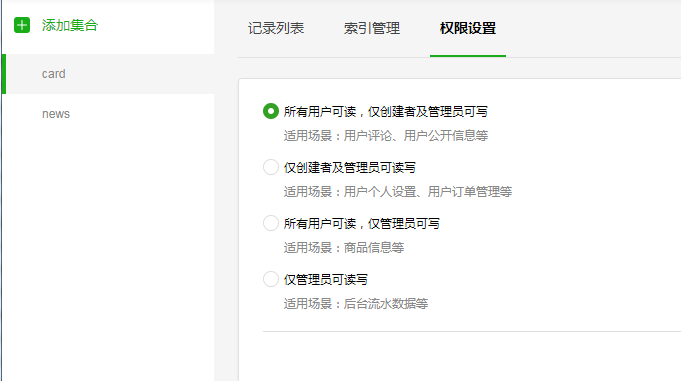 添加集合
card
news
记录列表 索引管理 权限设置
所有用户可读，仅创建者及管理员可写
适用场景：用户评论、用户公开信息等
仅创建者及管理员可读写
适用场景：用户个人设置、用户订单管理等
所有用户可读，仅管理员可写
适用场景：商品信息等
仅管理员可读写
适用场景：后台流水数据等